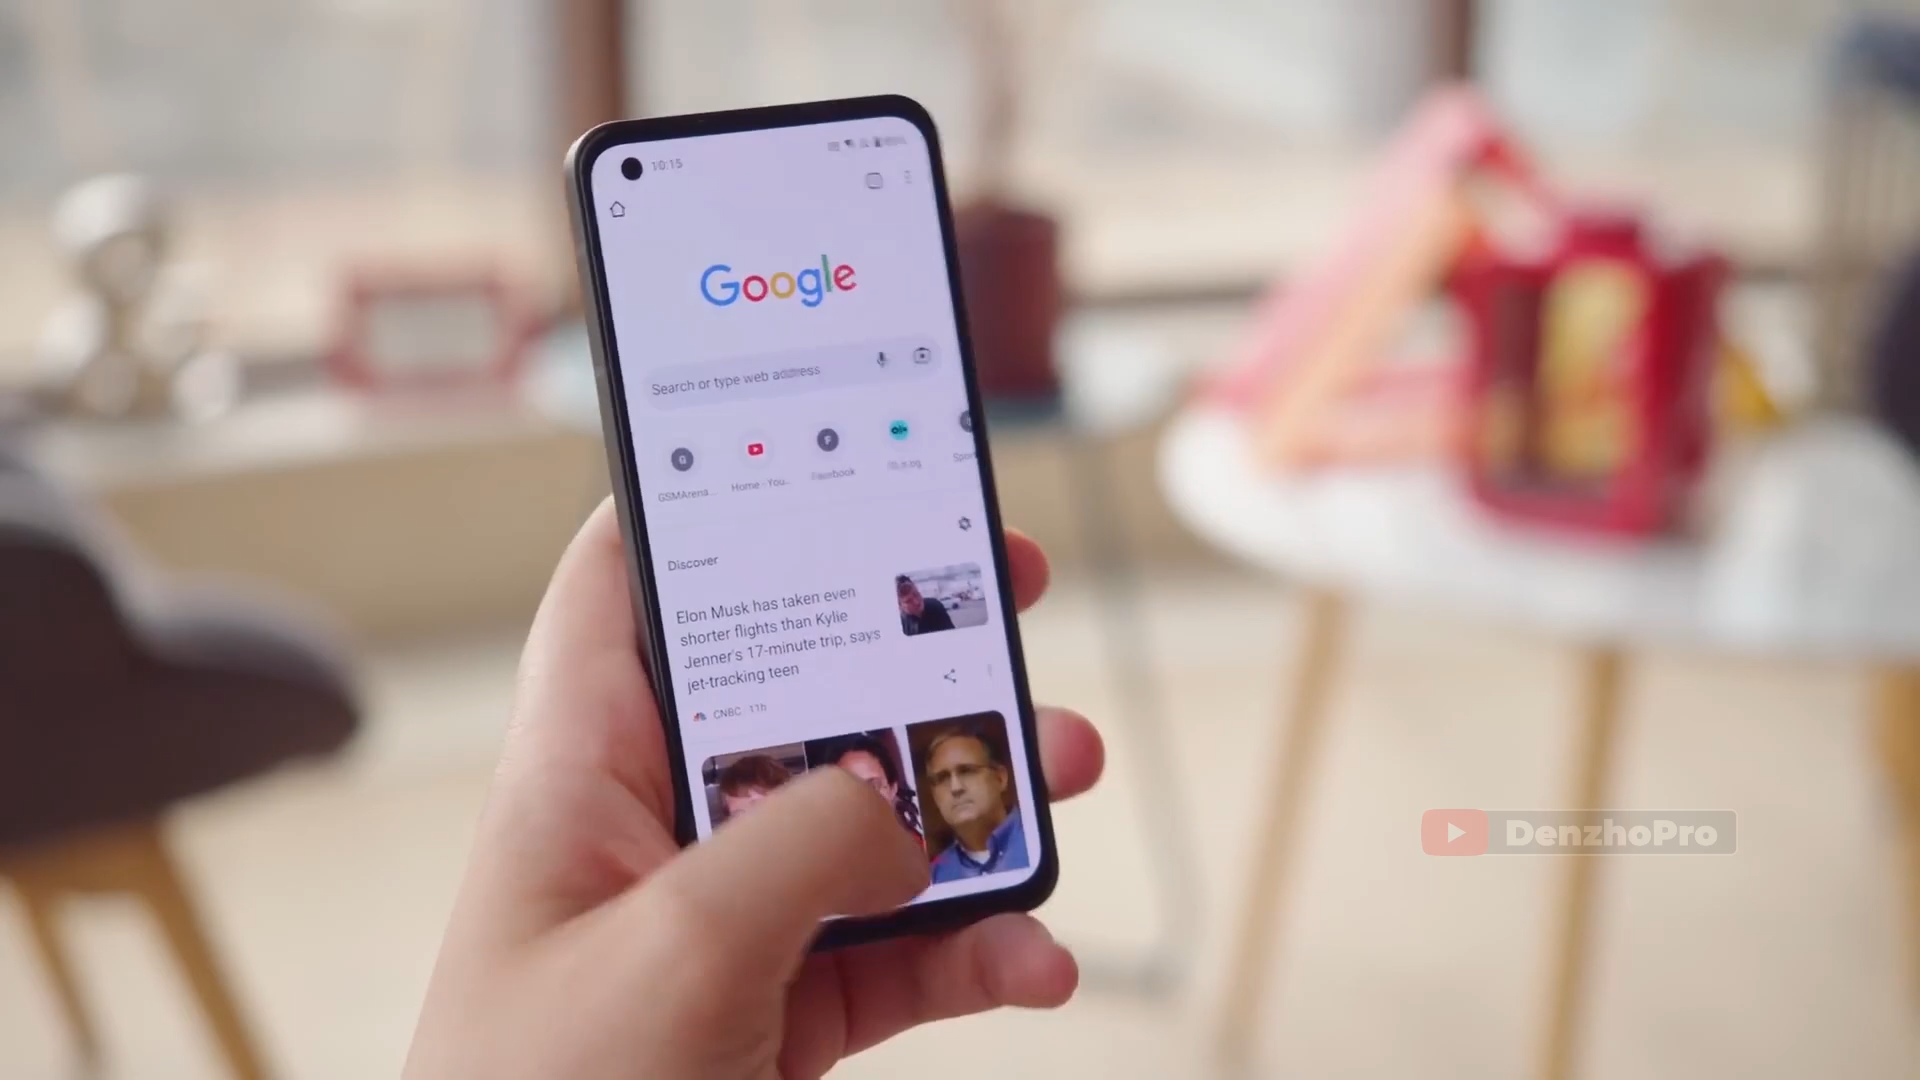 10:15
Google
Search or type web address
GSMArena...
Home - You...
Facebook
Discover
Elon Musk has taken even
shorter flights than Kylie
Jenner's 17-minute trip, says
jet-tracking teen
CNBC · 11h
DenzhoPro